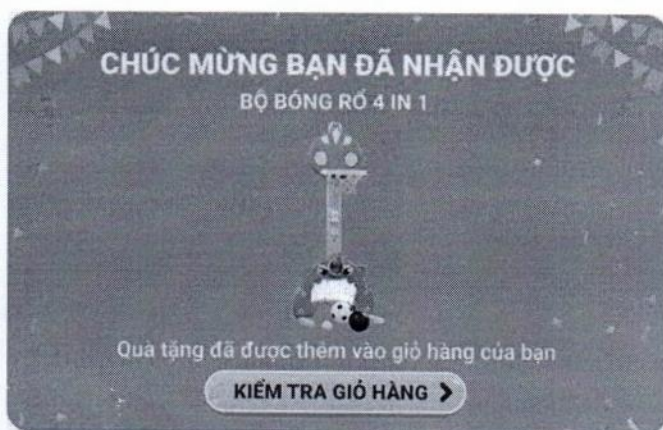 CHÚC MỪNG BẠN ĐÃ NHẬN ĐƯỢC
BỘ BÓNG RỔ 4 IN 1
Quà tặng đã được thêm vào giỏ hàng của bạn
KIỂM TRA GIỎ HÀNG